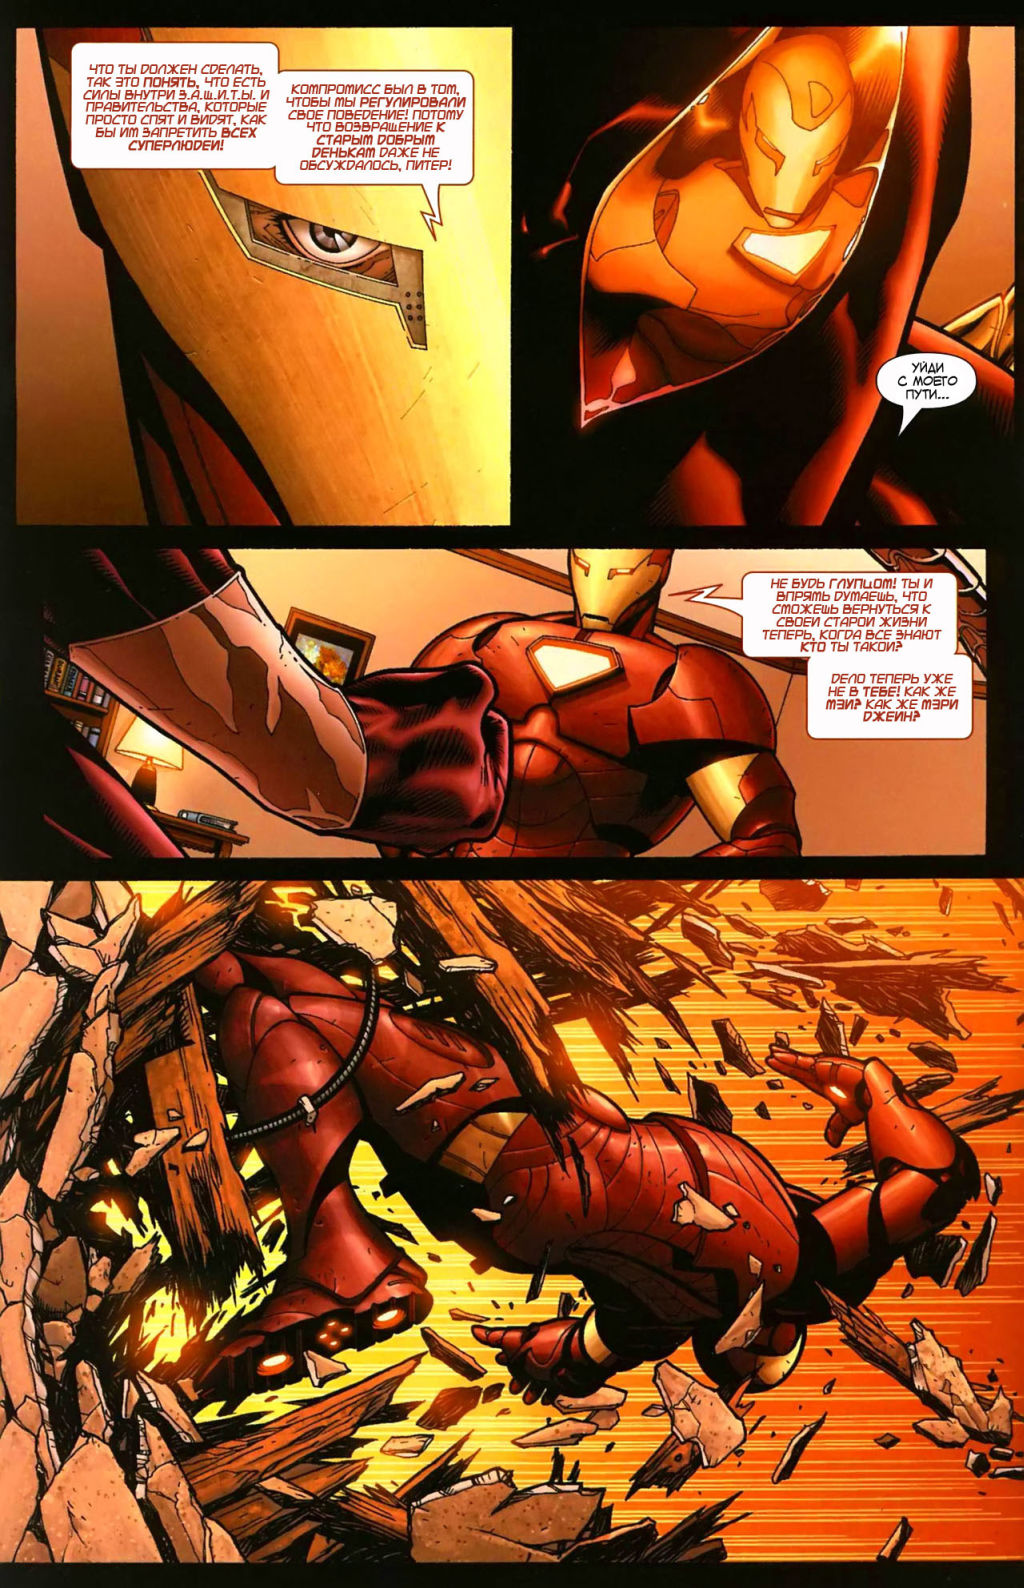 ЧТО ТЫ ДОЛЖЕН СДЕЛАТЬ,
ТАК ЭТО ПОНЯТЬ, ЧТО ЕСТЬ
СИЛЫ ВНУТРИ З.А.Щ.И.Т.Ы. И
ПРАВИТЕЛЬСТВА, КОТОРЫЕ
ПРОСТО СПЯТ И ВИДЯТ, КАК
БЫ ИМ ЗАПРЕТИТЬ ВСЕХ
СУПЕРЛЮДЕЙ!
КОМПРОМИСС БЫЛ В ТОМ,
ЧТОБЫ МЫ РЕГУЛИРОВАЛИ
СВОЕ ПОВЕДЕНИЕ! ПОТОМУ
ЧТО ВОЗВРАЩЕНИЕ К
СТАРЫМ ДОБРЫМ
ДЕНЬКАМ ДАЖЕ НЕ
ОБСУЖДАЛОСЬ, ПИТЕР!
УЙДИ
С МОЕГО
ПУТИ...
НЕ БУДЬ ГЛУПЦОМ! ТЫ И
ВПРЯМЬ ДУМАЕШЬ, ЧТО
СМОЖЕШЬ ВЕРНУТЬСЯ К
СВОЕЙ СТАРОЙ ЖИЗНИ
ТЕПЕРЬ, КОГДА ВСЕ ЗНАЮТ
КТО ТЫ ТАКОЙ?
ДЕЛО ТЕПЕРЬ УЖЕ
НЕ В ТЕБЕ! КАК ЖЕ
МЭЙ? КАК ЖЕ МЭРИ
ДЖЕЙН?